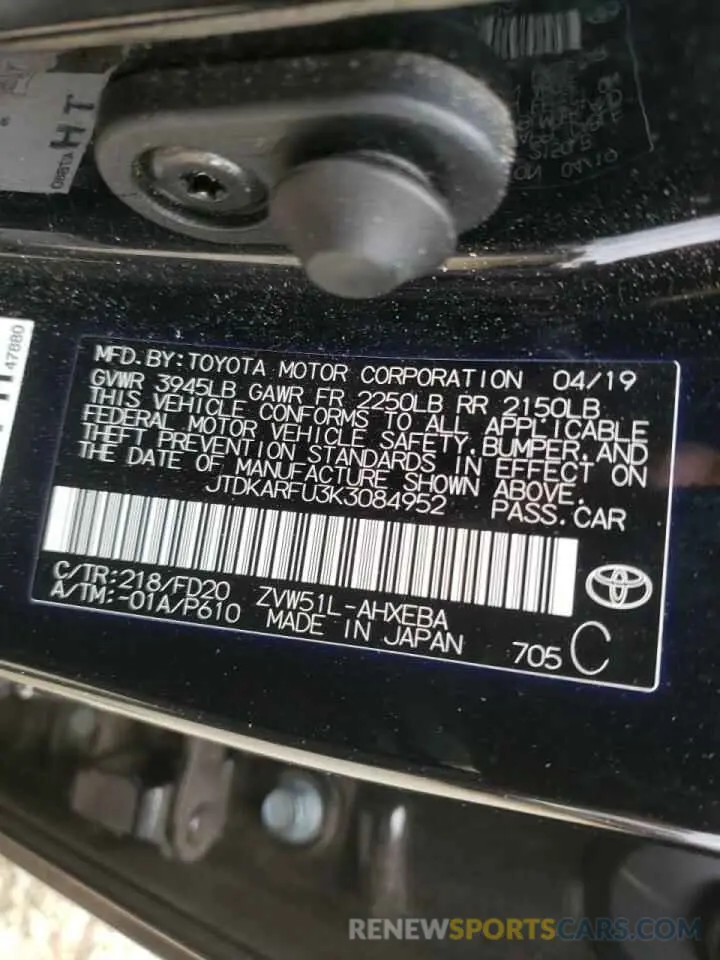 HT
47880
MFD. BY: TOYOTA MOTOR CORPORATION 04/19
GVWR 3945LB GAWR FR 2250LB RR 2150LB
THIS VEHICLE CONFORMS TO ALL APPLICABLE
FEDERAL MOTOR VEHICLE SAFETY, BUMPER, AND
THEFT PREVENTION STANDARDS IN EFFECT ON
THE DATE OF MANUFACTURE SHOWN ABOVE.
JTDKARFU3K3084952 PASS. CAR
C/TR: 218/FD20 ZVW51L-AHXEBA
A/TM: -01A/P610 MADE IN JAPAN
705 C
RENEWSPORTSCARS.COM